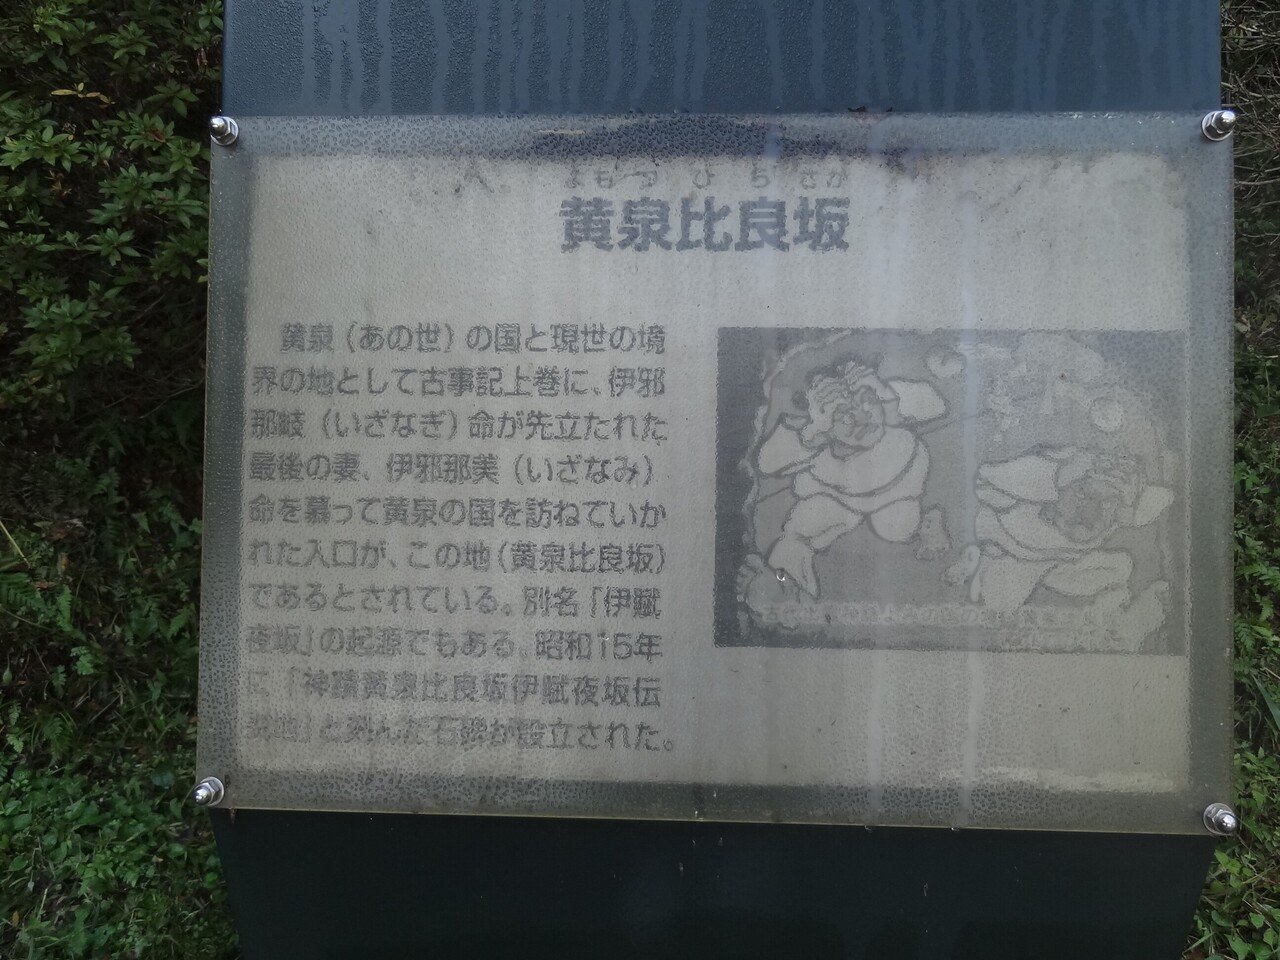 よもつひらさか
黄泉比良坂
黄泉（あの世）の国と現世の境
界の地として古事記上巻に、伊邪
那岐（いざなぎ）命が先立たれた
最後の妻、伊邪那美（いざなみ）
命を慕って黄泉の国を訪ねていか
れた入口が、この地（黄泉比良坂）
であるとされている。別名「伊賦
夜坂」の起源でもある。昭和15年
に「神蹟黄泉比良坂伊賦夜坂伝
説地」と刻んだ石碑が設立された。